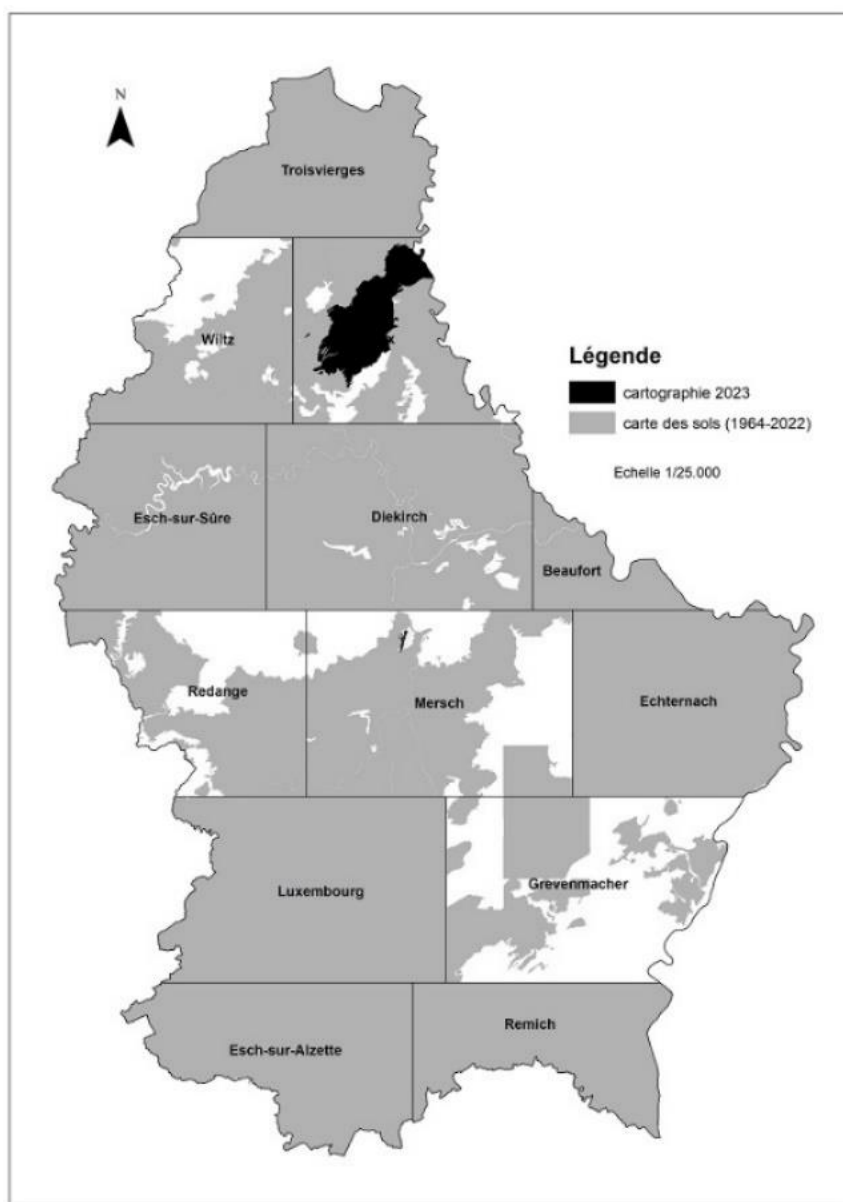 N
Troisvierges
Wiltz
Légende
cartographie 2023
carte des sols (1964-2022)
Echelle 1/25.000
Esch-sur-Sûre
Diekirch
Beaufort
Redange
Mersch
Echternach
Luxembourg
Grevenmacher
Esch-sur-Alzette
Remich